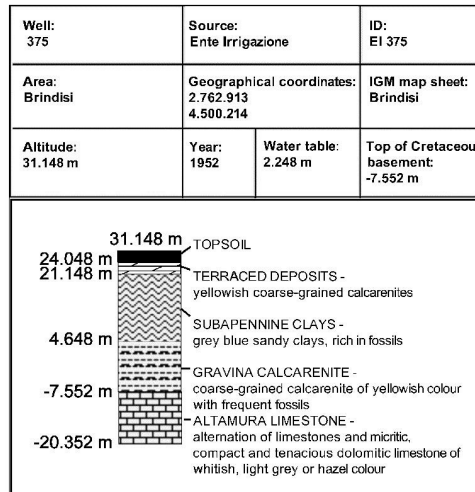 Well:
375
Source:
Ente Irrigazione
ID:
EI 375
Area:
Brindisi
Geographical coordinates:
2.762.913
4.500.214
IGM map sheet:
Brindisi
Altitude:
31.148 m
Year:
1952
Water table:
2.248 m
Top of Cretaceou
basement:
-7.552 m
31.148 m
24.048 m
21.148 m
4.648 m
-7.552 m
-20.352 m
TOPSOIL
TERRACED DEPOSITS -
yellowish coarse-grained calcarenites
SUBAPENNINE CLAYS -
grey blue sandy clays, rich in fossils
GRAVINA CALCARENITE -
coarse-grained calcarenite of yellowish colour
with frequent fossils
ALTAMURA LIMESTONE -
alternation of limestones and micritic,
compact and tenacious dolomitic limestone of
whitish, light grey or hazel colour